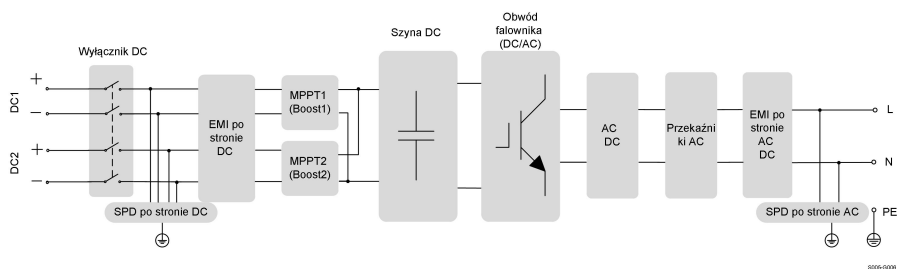 Wyłącznik DC
DC1
+
−
DC2
+
−
SPD po stronie DC
EMI po
stronie
DC
MPPT1
(Boost1)
MPPT2
(Boost2)
Szyna DC
Obwód
falownika
(DC/AC)
AC
DC
Przekaźni
ki AC
EMI po
stronie
AC
DC
SPD po stronie AC
L
N
PE
S005-G006